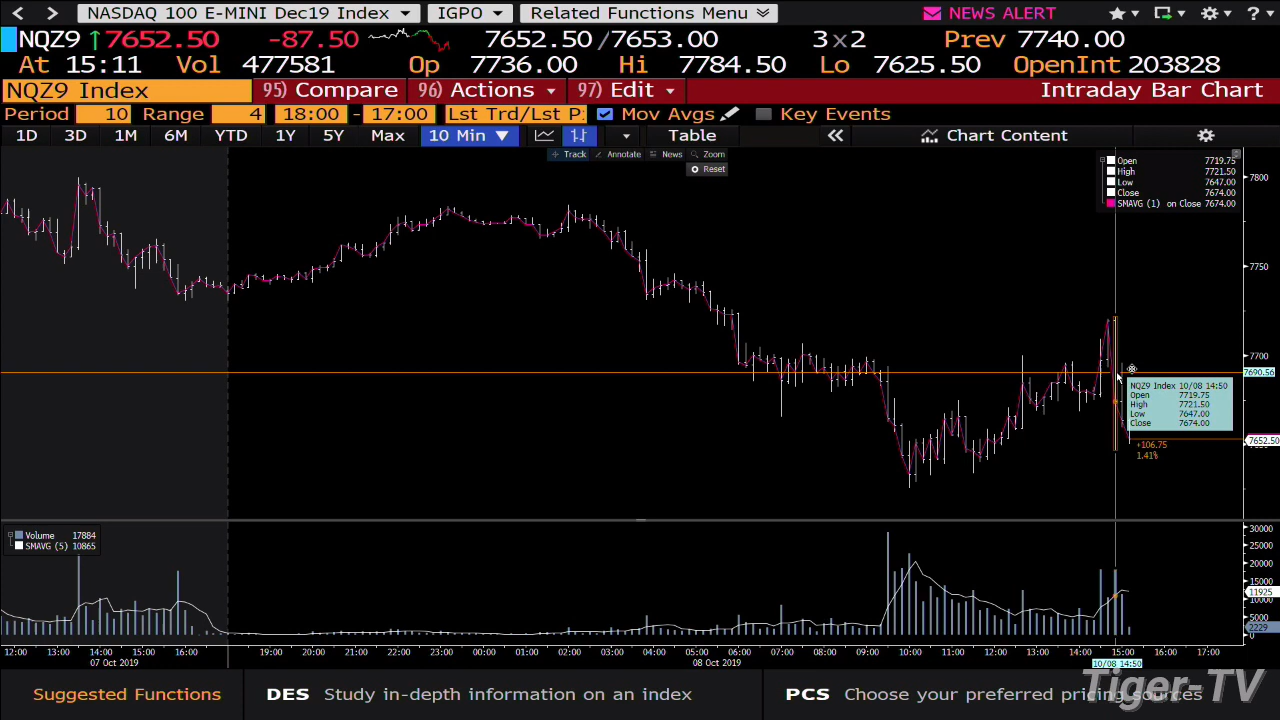 NASDAQ 100 E-MINI Dec19 Index IGPO Related Functions Menu NEWS ALERT ?
NQZ9 ↑7652.50 -87.50 7652.50/7653.00 3×2 Prev 7740.00
At 15:11 Vol 477581 Op 7736.00 Hi 7784.50 Lo 7625.50 OpenInt 203828
NQZ9 Index 95) Compare 96) Actions 97) Edit Intraday Bar Chart
Period 10 Range 4 18:00 - 17:00 Lst Trd/Lst P: Mov Avgs Key Events
1D 3D 1M 6M YTD 1Y 5Y Max 10 Min ▼ Table « Chart Content
Track Annotate News Zoom
Reset
Open 7719.75
High 7721.50
Low 7647.00
Close 7674.00
SMAVG (1) on Close 7674.00
7800
7750
7700
7690.56
NQZ9 Index 10/08 14:50
Open 7719.75
High 7721.50
Low 7647.00
Close 7674.00
7652.50
+106.75
1.41%
Volume 17884
SMAVG (5) 10865
30000
25000
20000
15000
11925
10000
5000
2229
0
12:00 13:00 14:00 15:00 16:00 19:00 20:00 21:00 22:00 23:00 00:00 01:00 02:00 03:00 04:00 05:00 06:00 07:00 08:00 09:00 10:00 11:00 12:00 13:00 14:00 15:00 16:00 17:00
07 Oct 2019 08 Oct 2019 10/08 14:50
Suggested Functions DES Study in-depth information on an index PCS Choose your preferred pricing sources
Tiger-TV